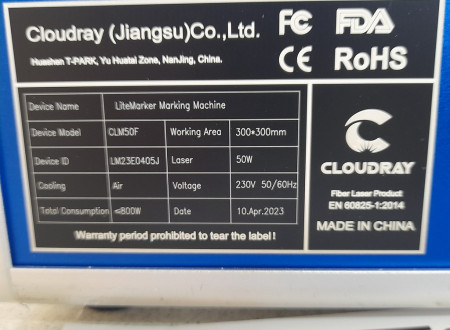 Cloudray (Jiangsu)Co.,Ltd.
Huashen T-PARK, Yu Huatai Zone, NanJing, China.
FC FDA
CE RoHS
Device Name LiteMarker Marking Machine
Device Model CLM50F Working Area 300*300mm
Device ID LM23E0405J Laser 50W
Cooling Air Voltage 230V 50/60Hz
Total Consumption ≤800W Date 10.Apr.2023
Warranty period prohibited to tear the label!
C
CLOUDRAY
Fiber Laser Product
EN 60825-1:2014
MADE IN CHINA